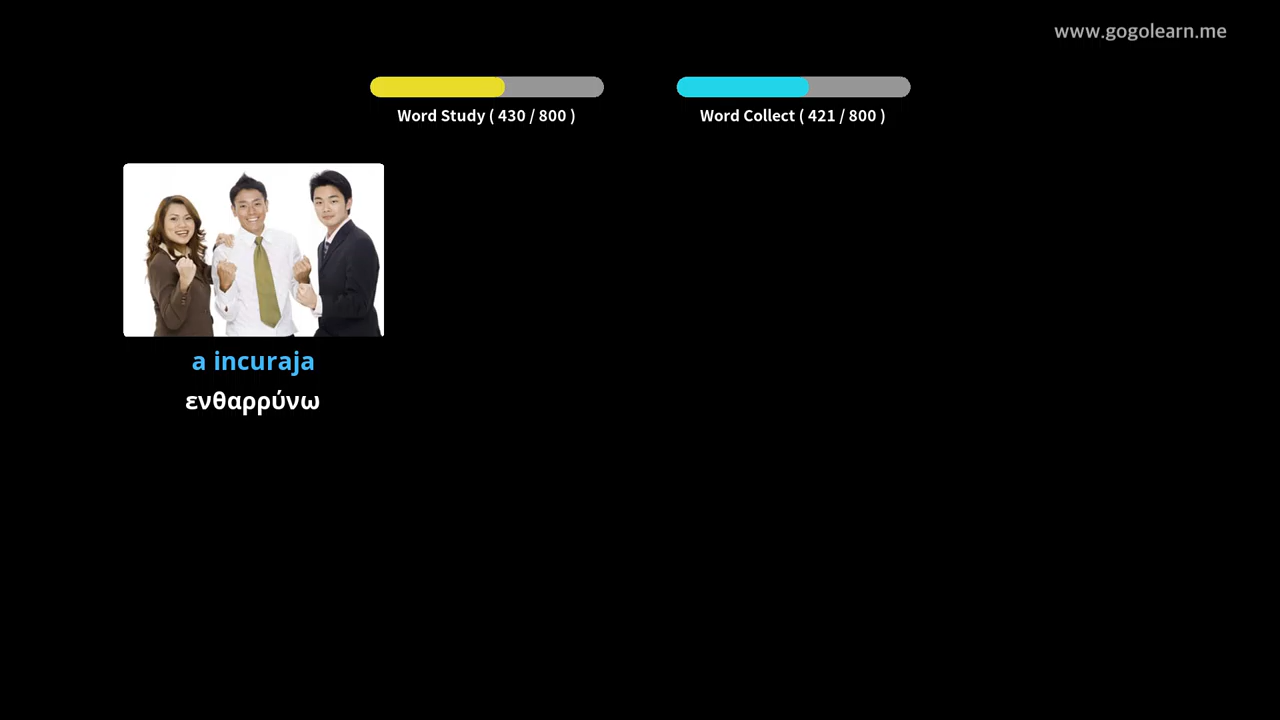 www.gogolearn.me
Word Study ( 430 / 800 )
Word Collect ( 421 / 800 )
a incuraja
ενθαρρύνω